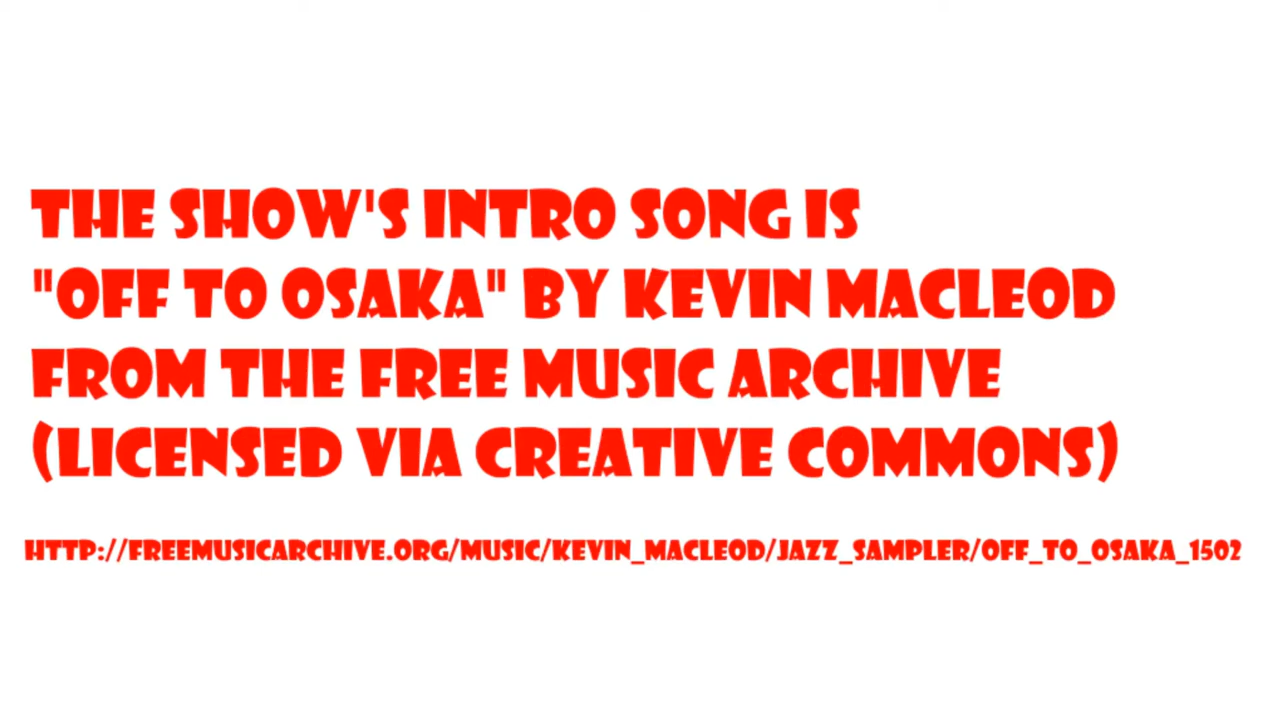 THE SHOW'S INTRO SONG IS
"OFF TO OSAKA" BY KEVIN MACLEOD
FROM THE FREE MUSIC ARCHIVE
(LICENSED VIA CREATIVE COMMONS)
HTTP://FREEMUSICARCHIVE.ORG/MUSIC/KEVIN_MACLEOD/JAZZ_SAMPLER/OFF_TO_OSAKA_1502